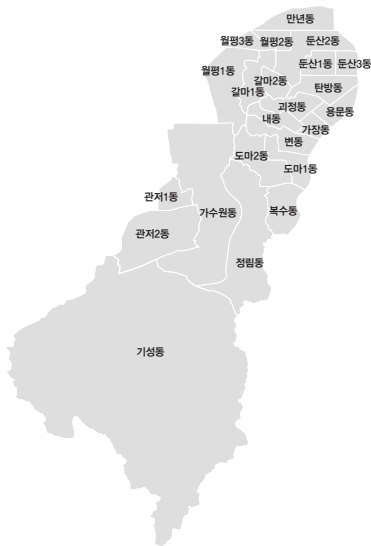 만년동
월평3동
월평2동
둔산2동
월평1동
갈마2동
둔산1동
둔산3동
갈마1동
탄방동
괴정동
용문동
내동
가장동
변동
도마2동
도마1동
관저1동
가수원동
복수동
관저2동
정림동
기성동